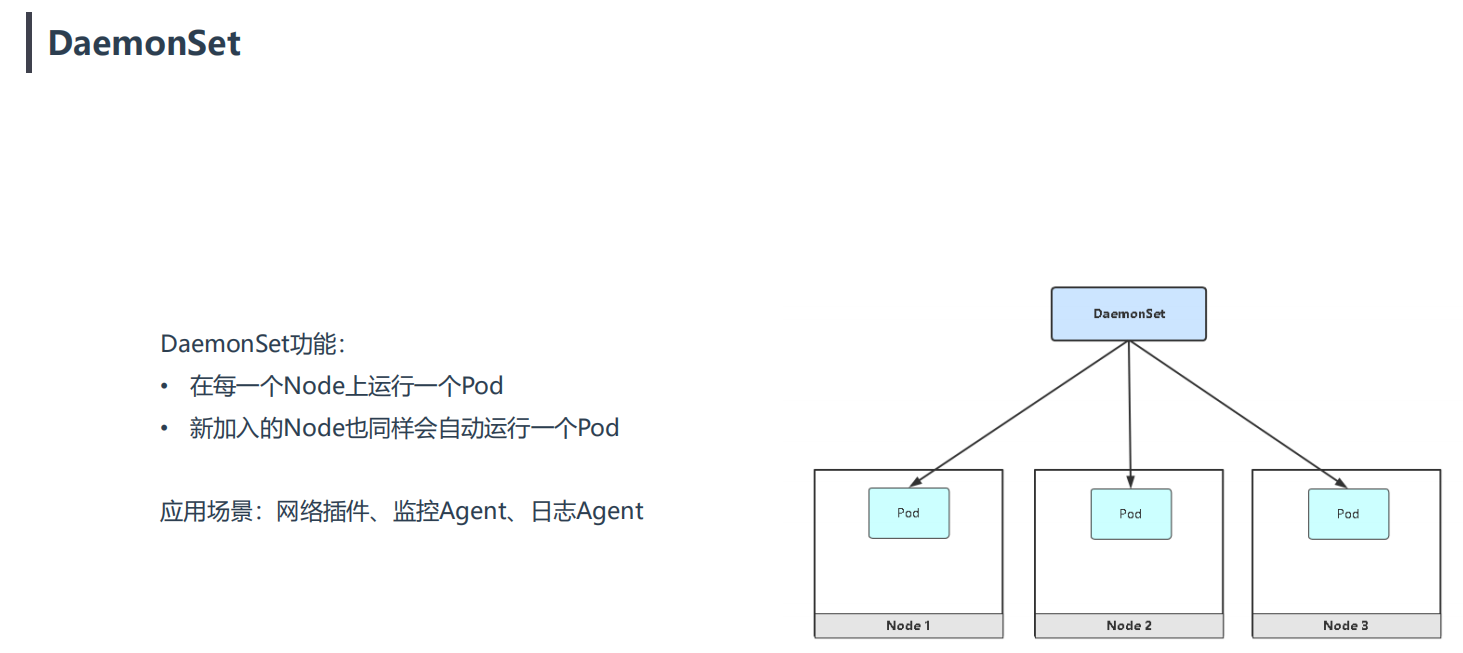 DaemonSet
DaemonSet功能：
• 在每一个Node上运行一个Pod
• 新加入的Node也同样会自动运行一个Pod
应用场景：网络插件、监控Agent、日志Agent
DaemonSet
Pod
Pod
Pod
Node 1
Node 2
Node 3